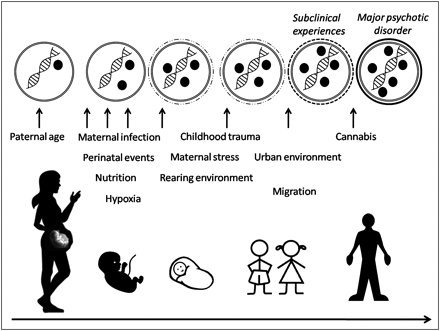 Subclinical
experiences
Major psychotic
disorder
Paternal age
Maternal infection
Childhood trauma
Cannabis
Perinatal events
Maternal stress
Urban environment
Nutrition
Rearing environment
Hypoxia
Migration